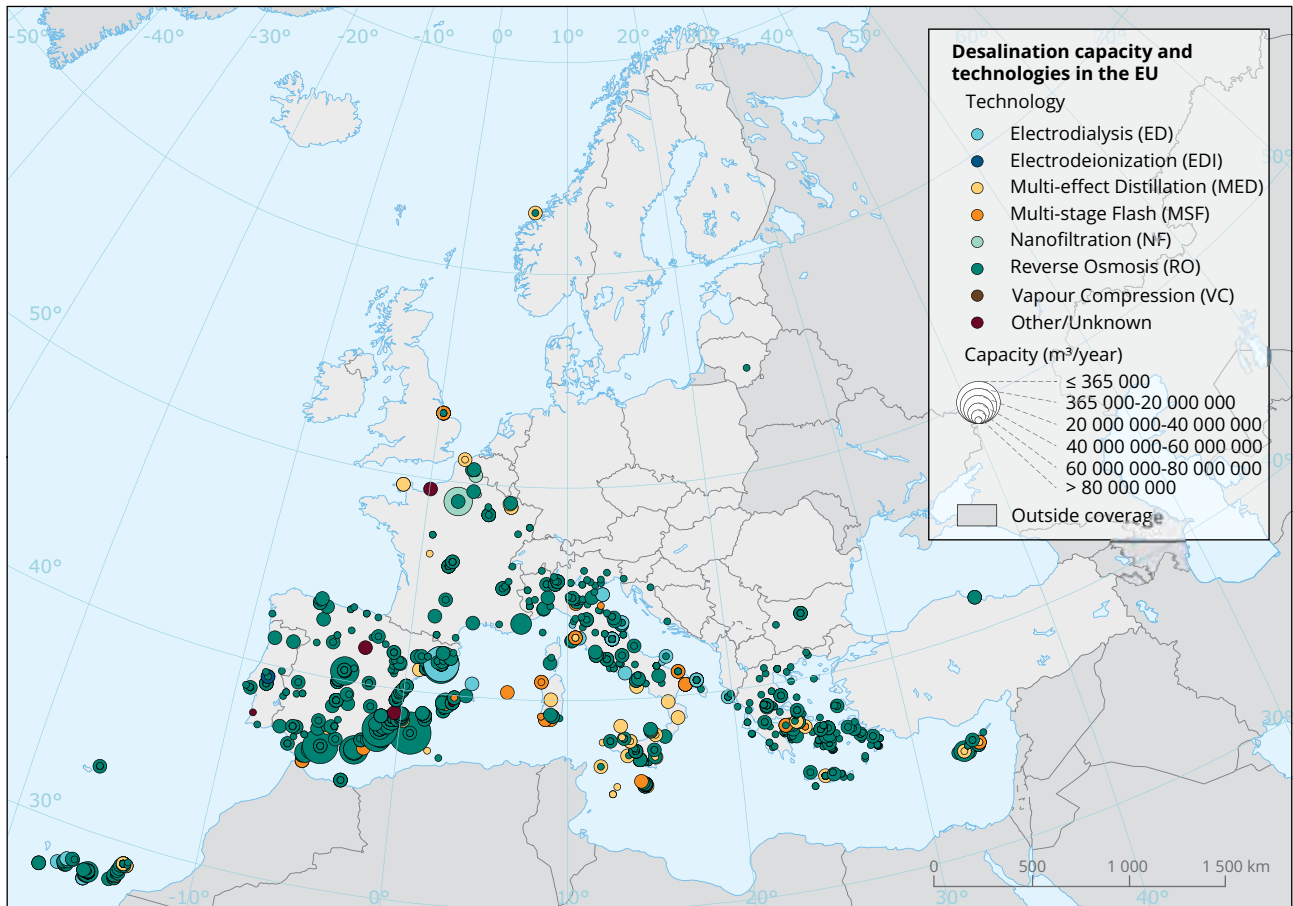 -50°
-40°
-30°
-20°
-10°
0°
10°
20°
30°
40°
50°
60°
70°
Desalination capacity and
technologies in the EU
Technology
Electrodialysis (ED)
Electrodeionization (EDI)
Multi-effect Distillation (MED)
Multi-stage Flash (MSF)
Nanofiltration (NF)
Reverse Osmosis (RO)
Vapour Compression (VC)
Other/Unknown
Capacity (m³/year)
≤ 365 000
365 000-20 000 000
20 000 000-40 000 000
40 000 000-60 000 000
60 000 000-80 000 000
> 80 000 000
Outside coverage
50°
50°
40°
40°
30°
30°
-10°
0°
10°
20°
30°
40°
0 500 1 000 1 500 km